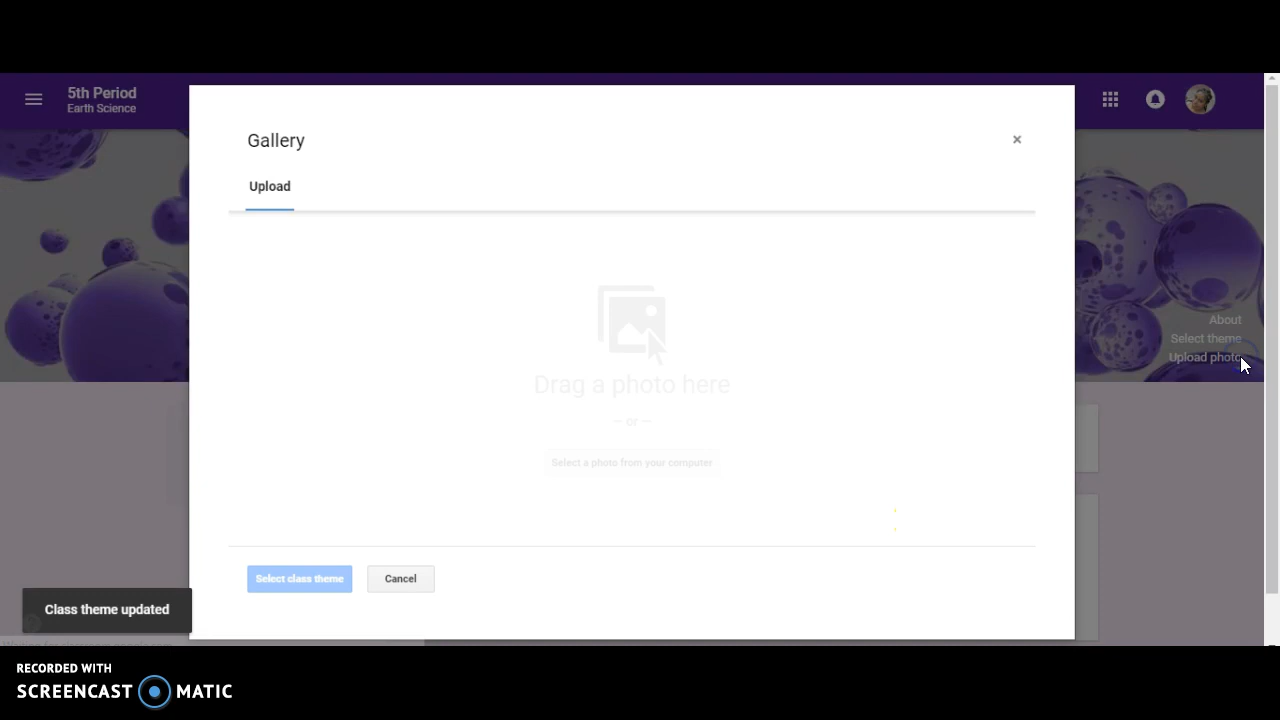 5th Period
Earth Science
Gallery
×
Upload
About
Select theme
Upload photo
Drag a photo here
— or —
Select a photo from your computer
Select class theme
Cancel
Class theme updated
RECORDED WITH
SCREENCAST MATIC